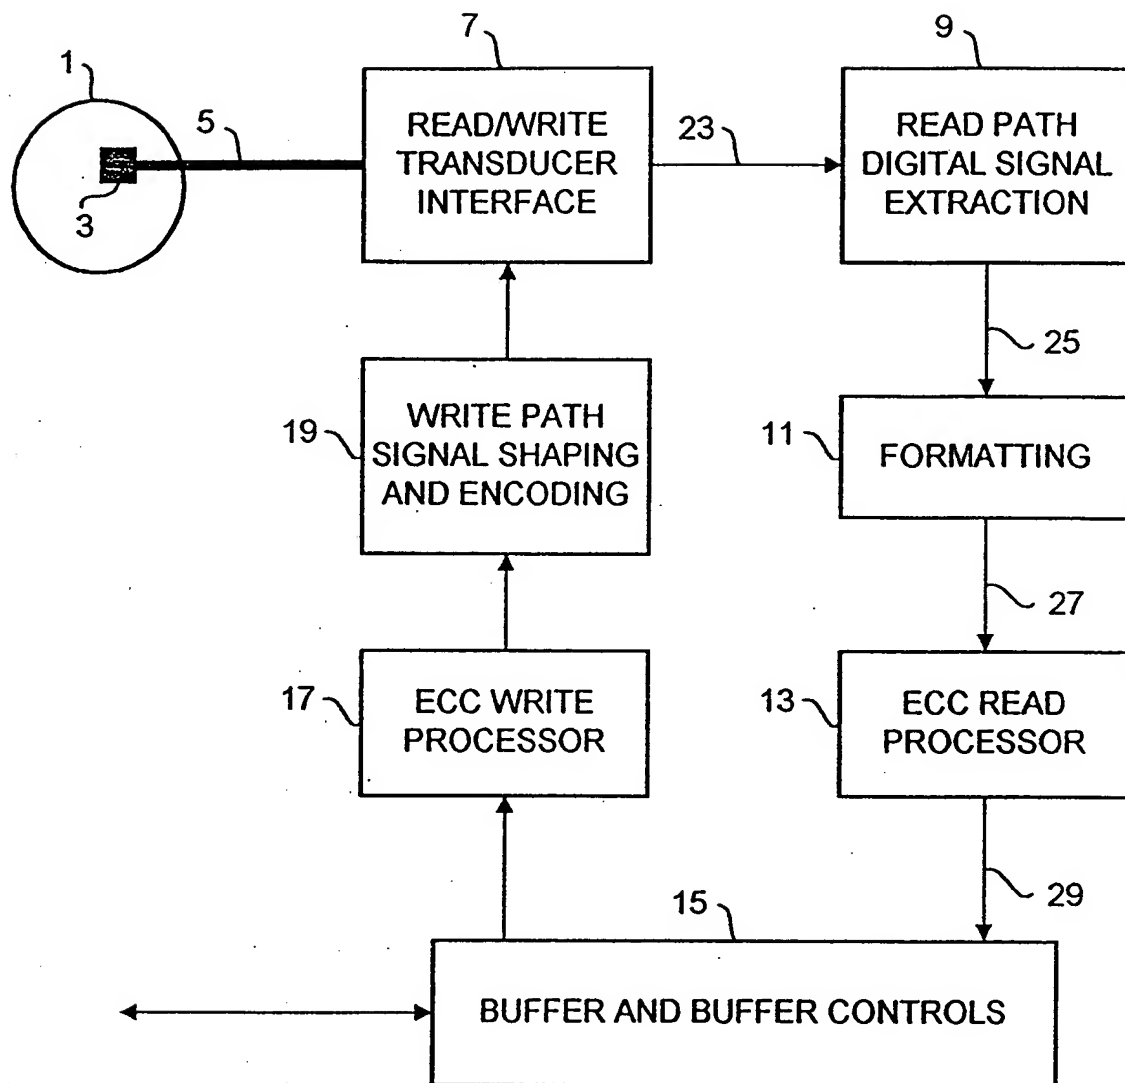 7
9
1
5
READ/WRITE
TRANSDUCER
INTERFACE
23
READ PATH
DIGITAL SIGNAL
EXTRACTION
3
25
19
WRITE PATH
SIGNAL SHAPING
AND ENCODING
11
FORMATTING
27
17
ECC WRITE
PROCESSOR
13
ECC READ
PROCESSOR
29
15
BUFFER AND BUFFER CONTROLS